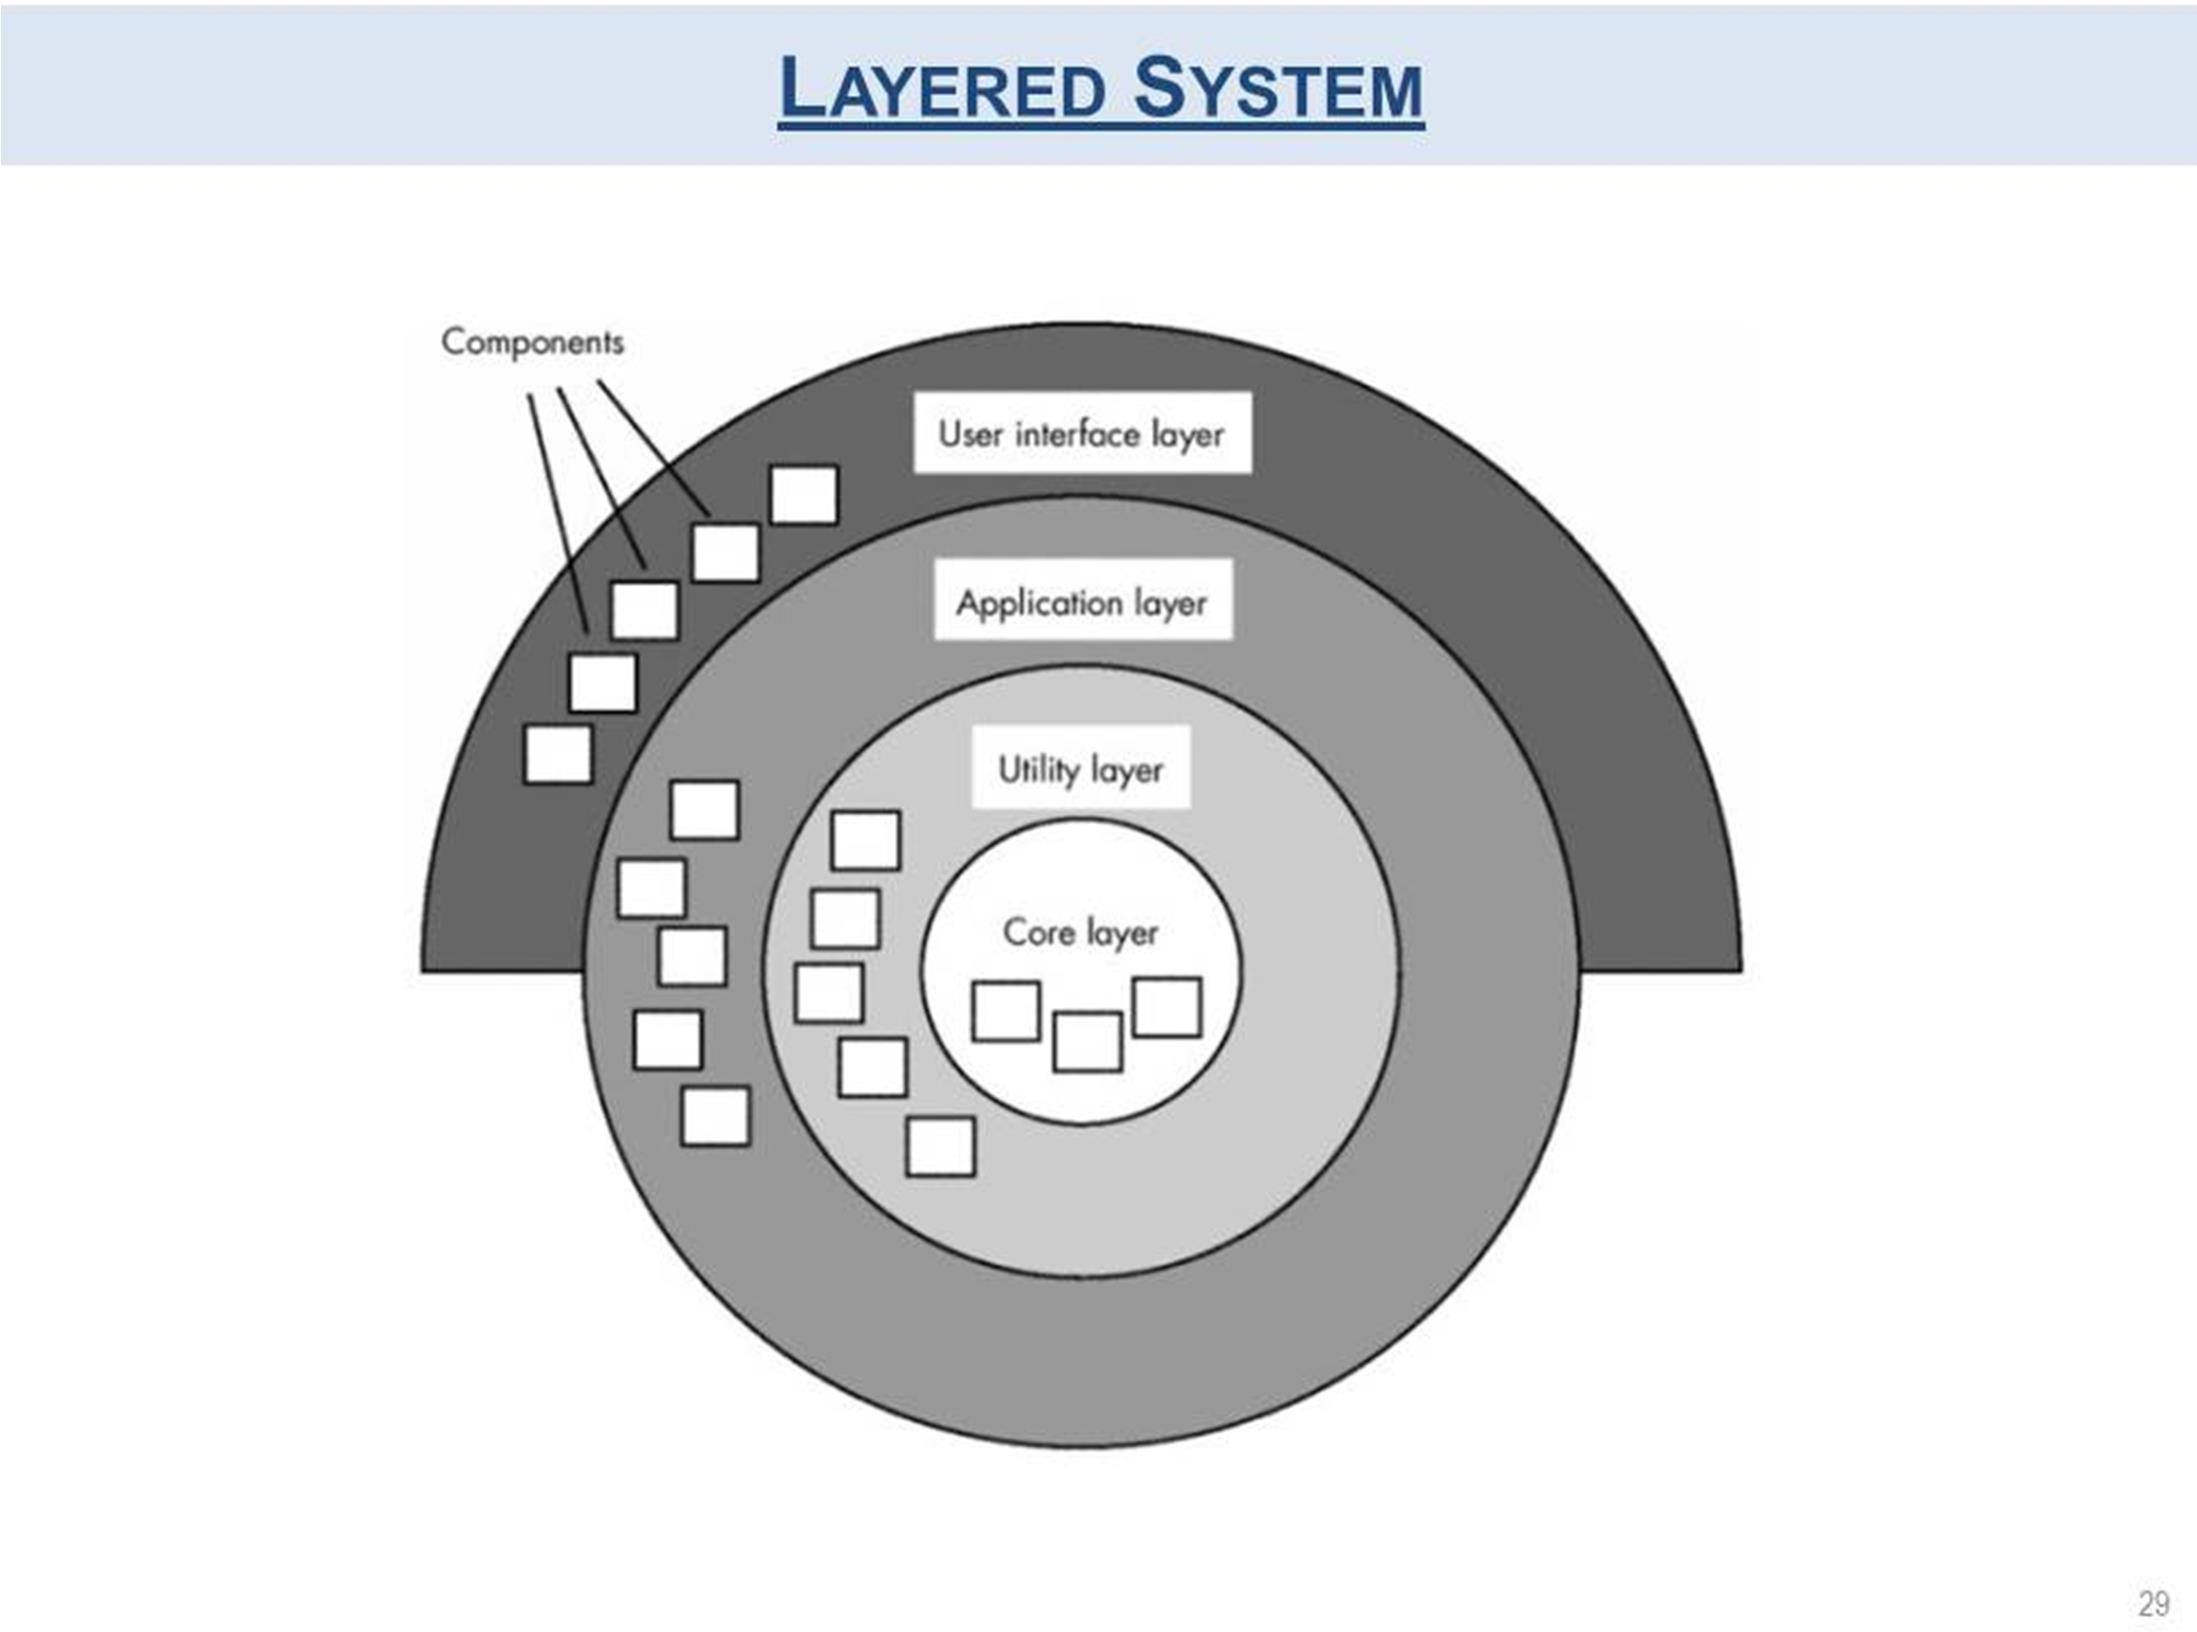 LAYERED SYSTEM
Components
User interface layer
Application layer
Utility layer
Core layer
29